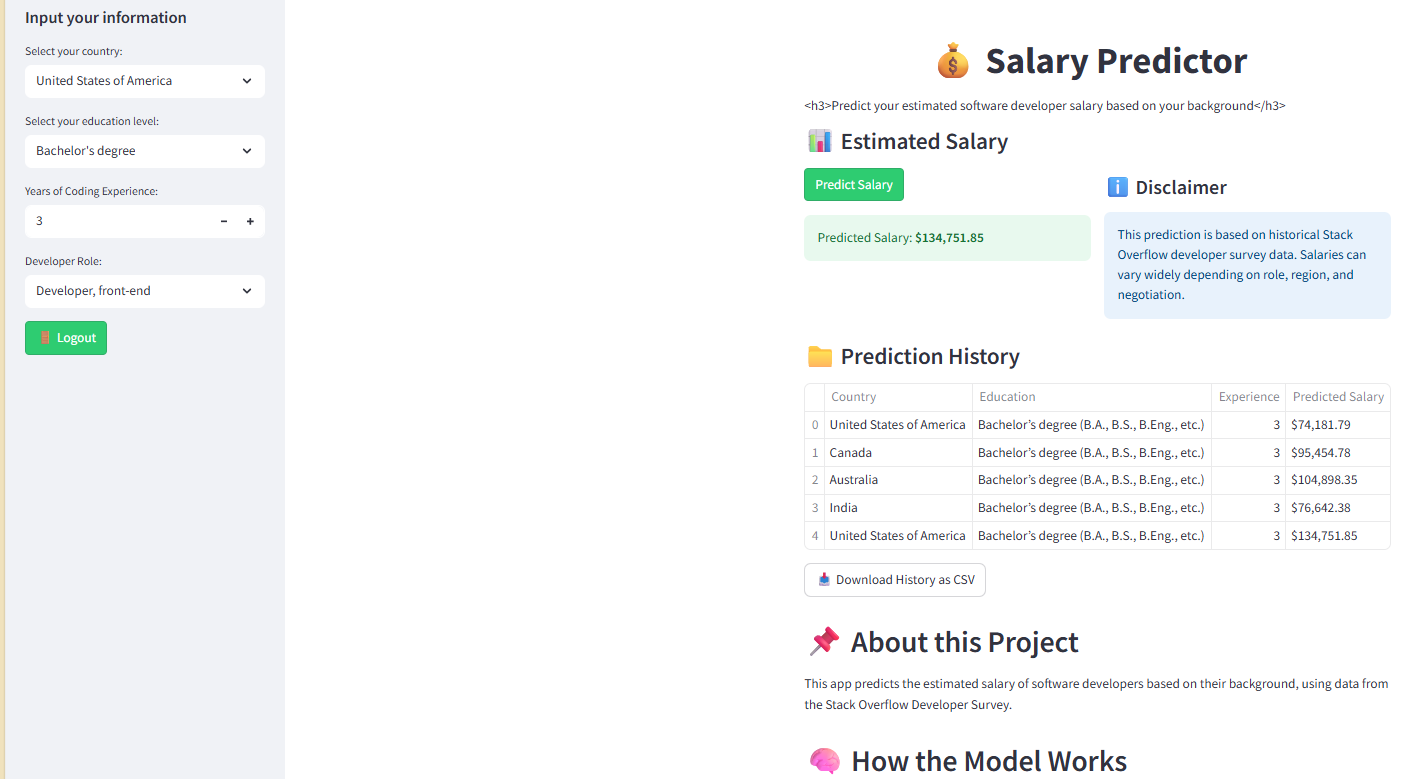 Input your information
Select your country:
United States of America
Select your education level:
Bachelor's degree
Years of Coding Experience:
3
Developer Role:
Developer, front-end
Logout
Salary Predictor
<h3>Predict your estimated software developer salary based on your background</h3>
Estimated Salary
Predict Salary
Predicted Salary: $134,751.85
Disclaimer
This prediction is based on historical Stack
Overflow developer survey data. Salaries can
vary widely depending on role, region, and
negotiation.
Prediction History
Country Education Experience Predicted Salary
0 United States of America Bachelor’s degree (B.A., B.S., B.Eng., etc.) 3 $74,181.79
1 Canada Bachelor’s degree (B.A., B.S., B.Eng., etc.) 3 $95,454.78
2 Australia Bachelor’s degree (B.A., B.S., B.Eng., etc.) 3 $104,898.35
3 India Bachelor’s degree (B.A., B.S., B.Eng., etc.) 3 $76,642.38
4 United States of America Bachelor’s degree (B.A., B.S., B.Eng., etc.) 3 $134,751.85
Download History as CSV
About this Project
This app predicts the estimated salary of software developers based on their background, using data from
the Stack Overflow Developer Survey.
How the Model Works